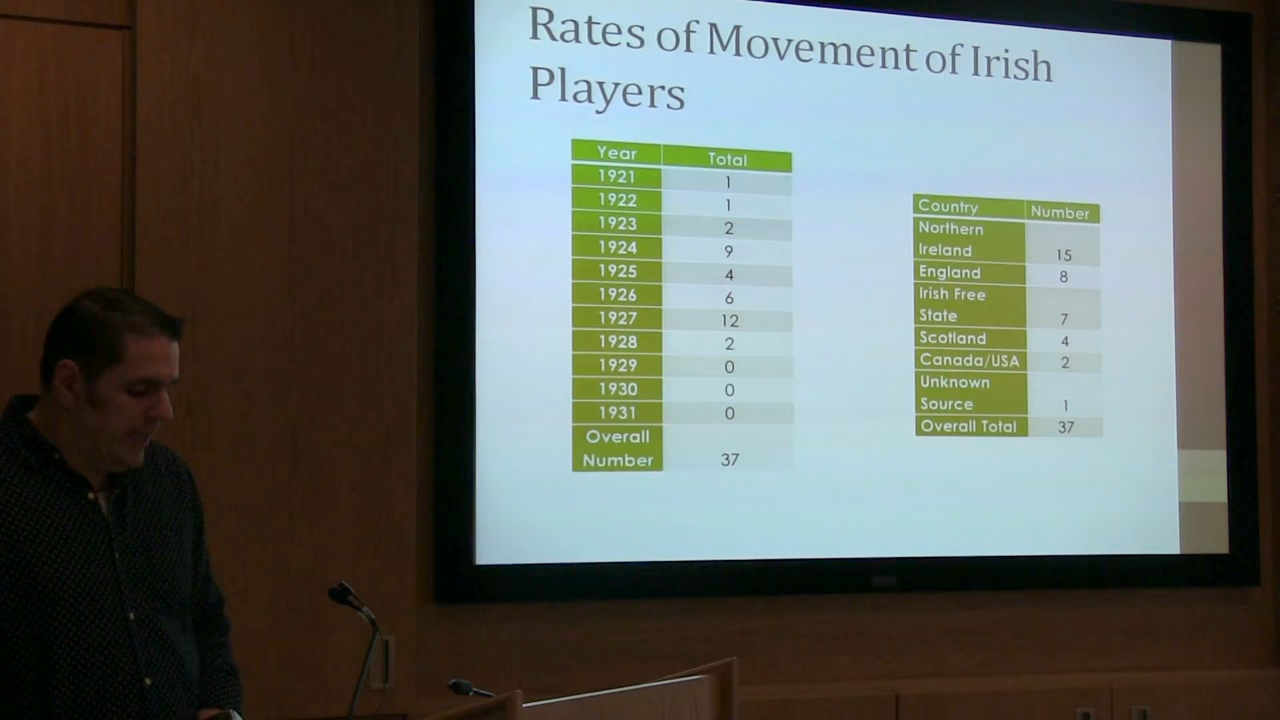 Rates of Movement of Irish
Players
Year Total
1921 1
1922 1
1923 2
1924 9
1925 4
1926 6
1927 12
1928 2
1929 0
1930 0
1931 0
Overall
Number 37
Country Number
Northern
Ireland 15
England 8
Irish Free
State 7
Scotland 4
Canada/USA 2
Unknown
Source 1
Overall Total 37